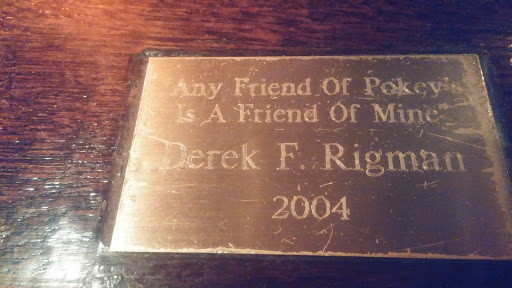 "Any Friend Of Pokey's
Is A Friend Of Mine"
Derek F. Rigman
2004